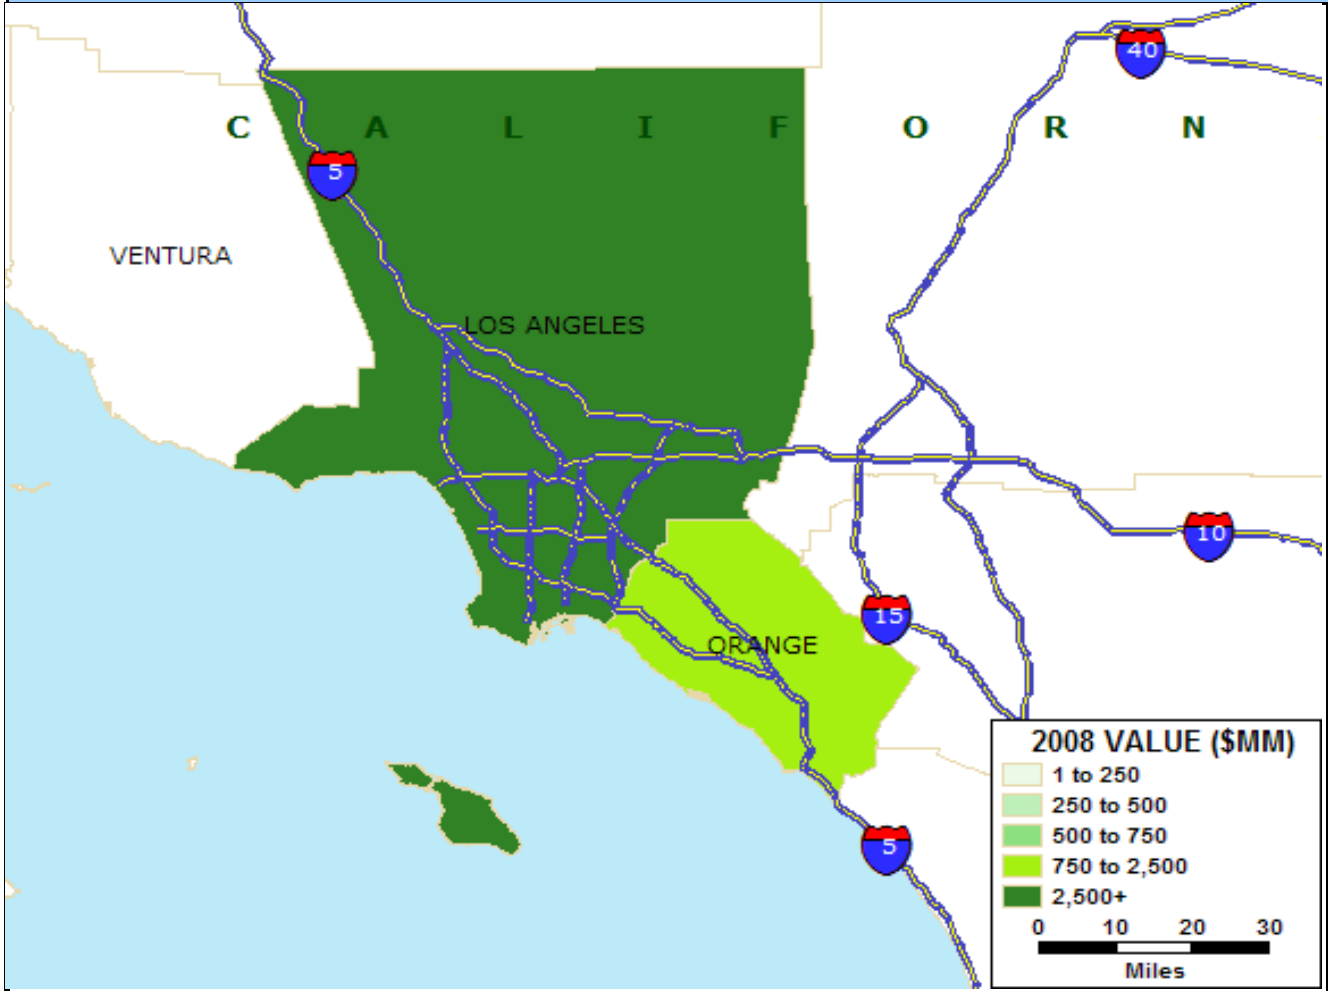 40
C A L I F O R N
5
VENTURA
LOS ANGELES
10
15
ORANGE
2008 VALUE ($MM)
1 to 250
250 to 500
500 to 750
750 to 2,500
5
2,500+
0 10 20 30
Miles